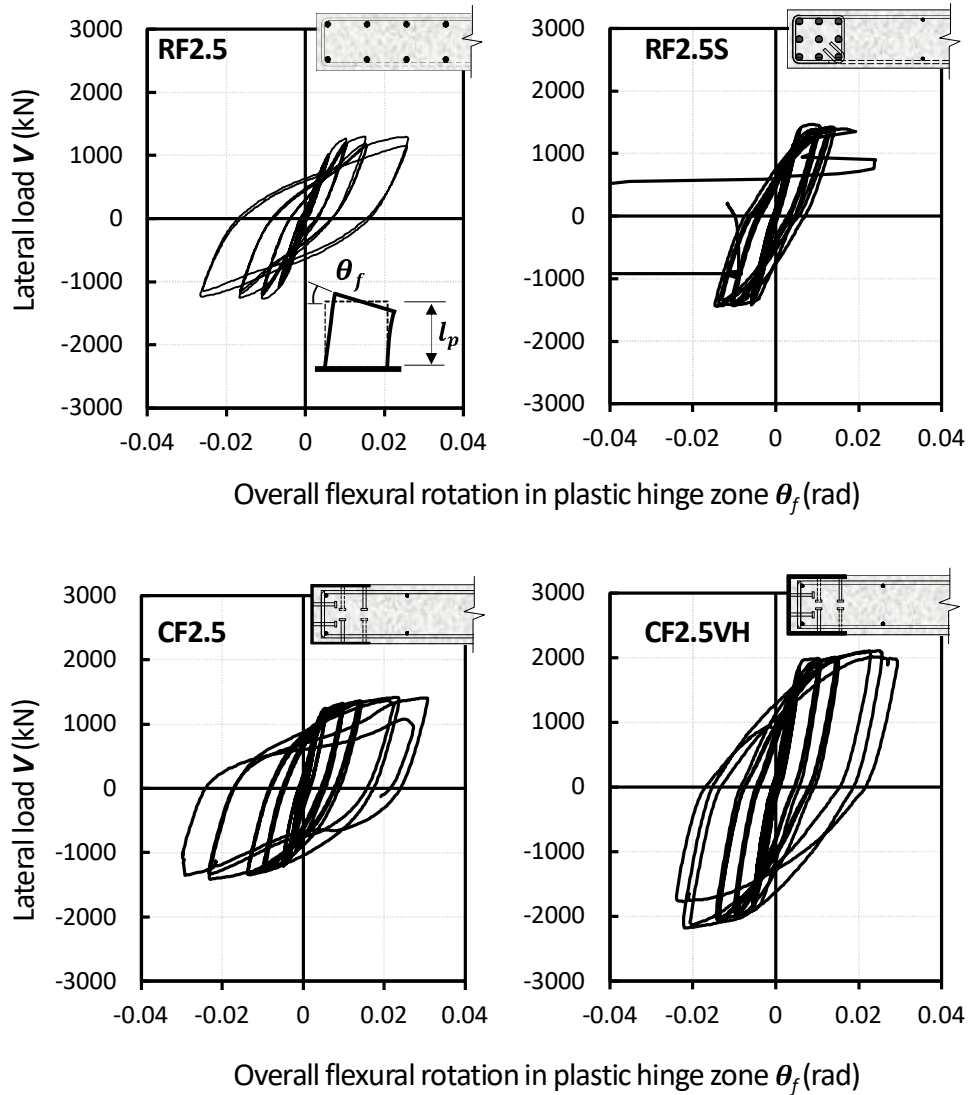 RF2.5
RF2.5S
Lateral load V (kN)
3000
2000
1000
0
-1000
-2000
-3000
-0.04 -0.02 0 0.02 0.04
θf
lp
3000
2000
1000
0
-1000
-2000
-3000
-0.04 -0.02 0 0.02 0.04
Overall flexural rotation in plastic hinge zone θf (rad)
CF2.5
CF2.5VH
Lateral load V (kN)
3000
2000
1000
0
-1000
-2000
-3000
-0.04 -0.02 0 0.02 0.04
3000
2000
1000
0
-1000
-2000
-3000
-0.04 -0.02 0 0.02 0.04
Overall flexural rotation in plastic hinge zone θf (rad)